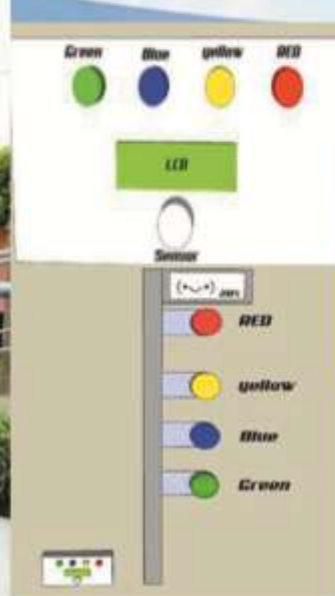 Green Blue yellow RED
LCD
Sensor
RED
yellow
Blue
Green